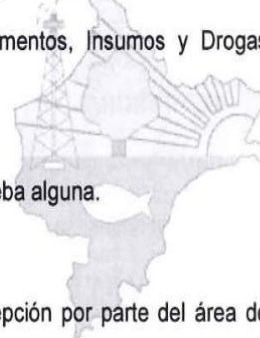 mentos, Insumos y Drogas
eba alguna.
epción por parte del área de